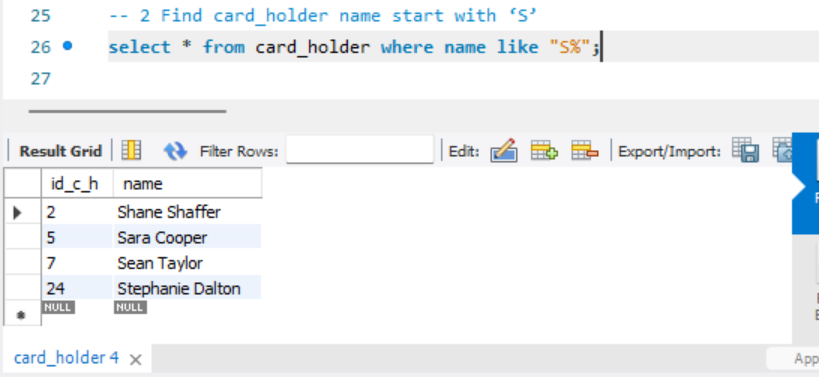 25 -- 2 Find card_holder name start with ‘S’
26 select * from card_holder where name like "S%";
27
Result Grid Filter Rows: Edit: Export/Import:
id_c_h name
2 Shane Shaffer
5 Sara Cooper
7 Sean Taylor
24 Stephanie Dalton
NULL NULL
card_holder 4
App